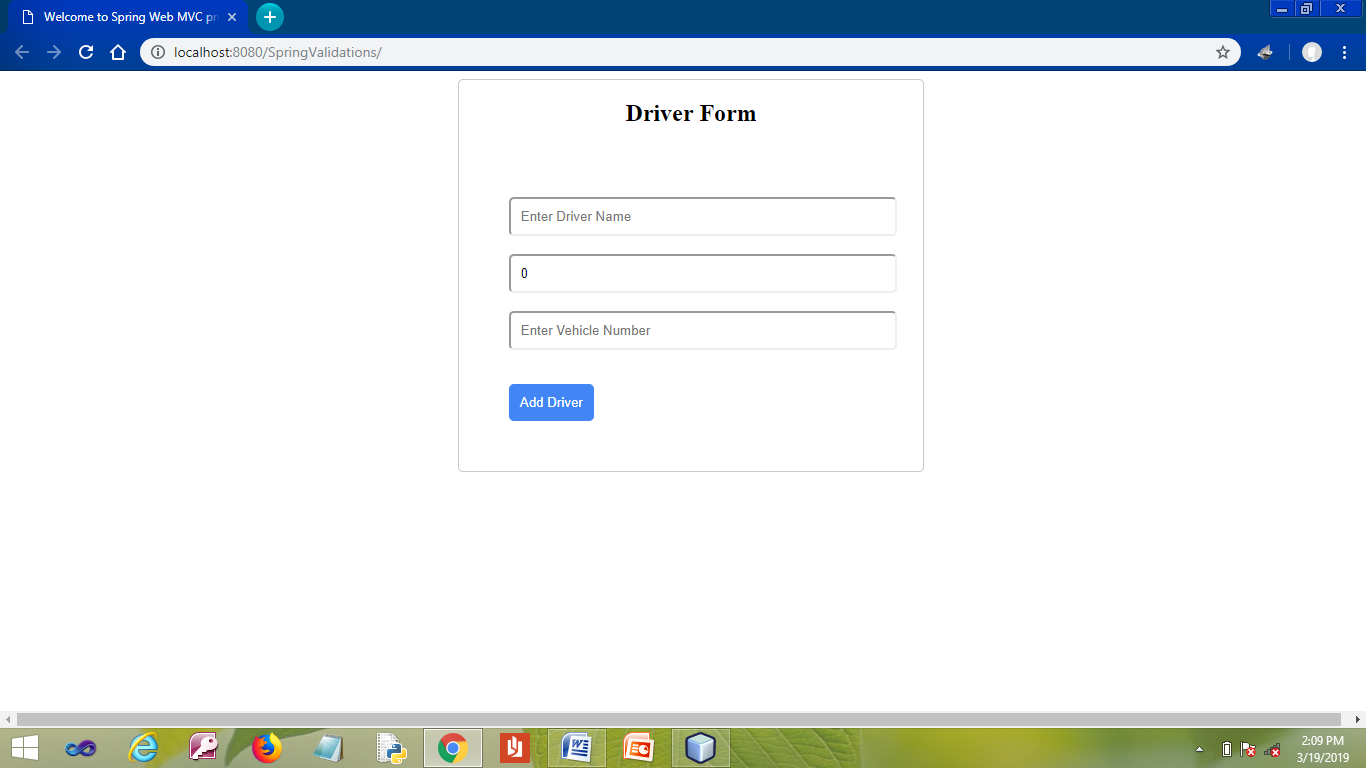 Welcome to Spring Web MVC pr
localhost:8080/SpringValidations/
Driver Form
Enter Driver Name
0
Enter Vehicle Number
Add Driver
2:09 PM
3/19/2019